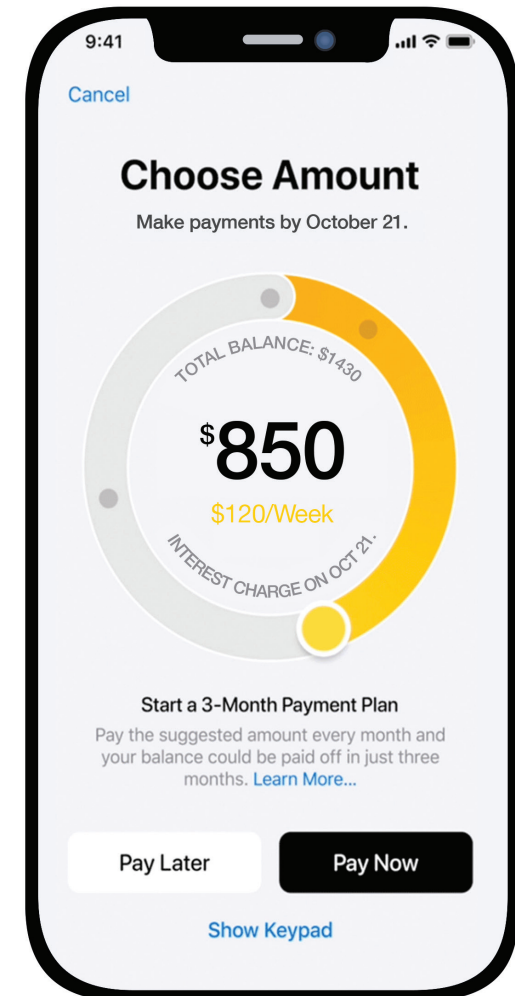 9:41
Cancel
Choose Amount
Make payments by October 21.
TOTAL BALANCE: $1430
$850
$120/Week
INTEREST CHARGE ON OCT 21.
Start a 3-Month Payment Plan
Pay the suggested amount every month and
your balance could be paid off in just three
months. Learn More...
Pay Later
Pay Now
Show Keypad